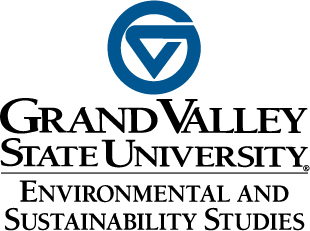 GRAND VALLEY
STATE UNIVERSITY®
ENVIRONMENTAL AND
SUSTAINABILITY STUDIES